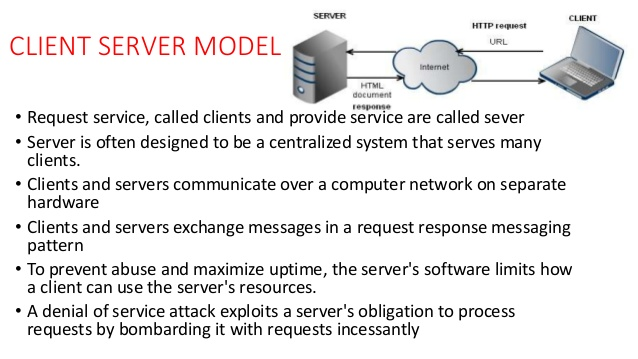 CLIENT SERVER MODEL
SERVER
HTTP request
URL
CLIENT
Internet
HTML
document
response
• Request service, called clients and provide service are called sever
• Server is often designed to be a centralized system that serves many
clients.
• Clients and servers communicate over a computer network on separate
hardware
• Clients and servers exchange messages in a request response messaging
pattern
• To prevent abuse and maximize uptime, the server's software limits how
a client can use the server's resources.
• A denial of service attack exploits a server's obligation to process
requests by bombarding it with requests incessantly